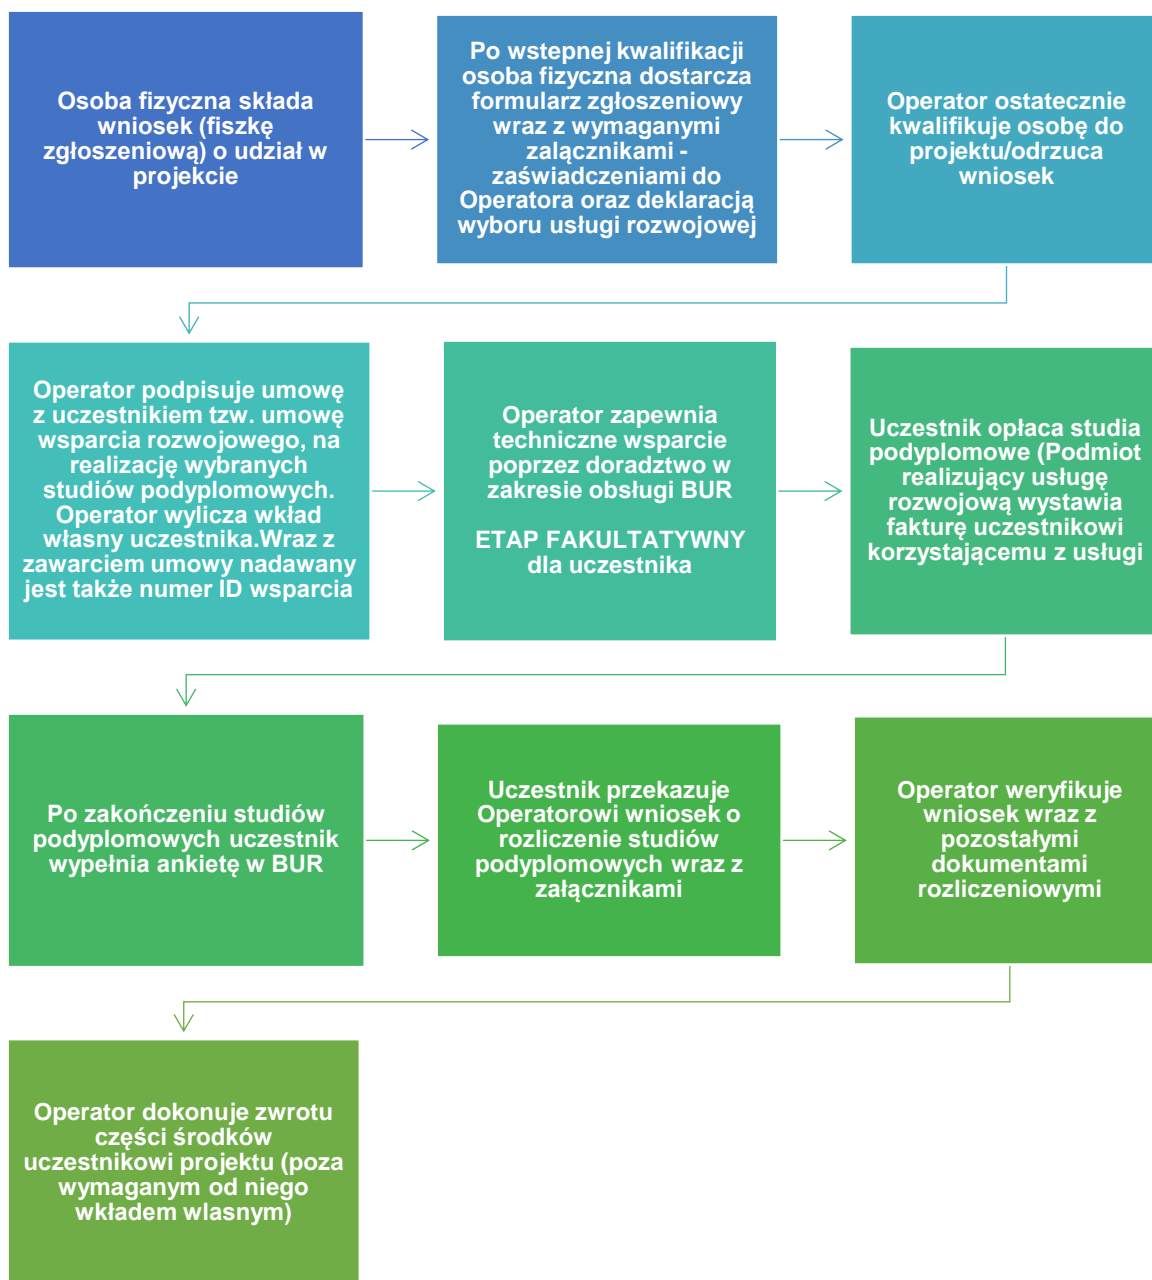 Osoba fizyczna składa
wniosek (fiszkę
zgłoszeniową) o udział w
projekcie
Po wstepnej kwalifikacji
osoba fizyczna dostarcza
formularz zgłoszeniowy
wraz z wymaganymi
zalącznikami -
zaświadczeniami do
Operatora oraz deklaracją
wyboru usługi rozwojowej
Operator ostatecznie
kwalifikuje osobę do
projektu/odrzuca
wniosek
Operator podpisuje umowę
z uczestnikiem tzw. umowę
wsparcia rozwojowego, na
realizację wybranych
studiów podyplomowych.
Operator wylicza wkład
własny uczestnika.Wraz z
zawarciem umowy nadawany
jest także numer ID wsparcia
Operator zapewnia
techniczne wsparcie
poprzez doradztwo w
zakresie obsługi BUR
ETAP FAKULTATYWNY
dla uczestnika
Uczestnik opłaca studia
podyplomowe (Podmiot
realizujący usługę
rozwojową wystawia
fakturę uczestnikowi
korzystającemu z usługi
Po zakończeniu studiów
podyplomowych uczestnik
wypełnia ankietę w BUR
Uczestnik przekazuje
Operatorowi wniosek o
rozliczenie studiów
podyplomowych wraz z
załącznikami
Operator weryfikuje
wniosek wraz z
pozostałymi
dokumentami
rozliczeniowymi
Operator dokonuje zwrotu
części środków
uczestnikowi projektu (poza
wymaganym od niego
wkładem wlasnym)